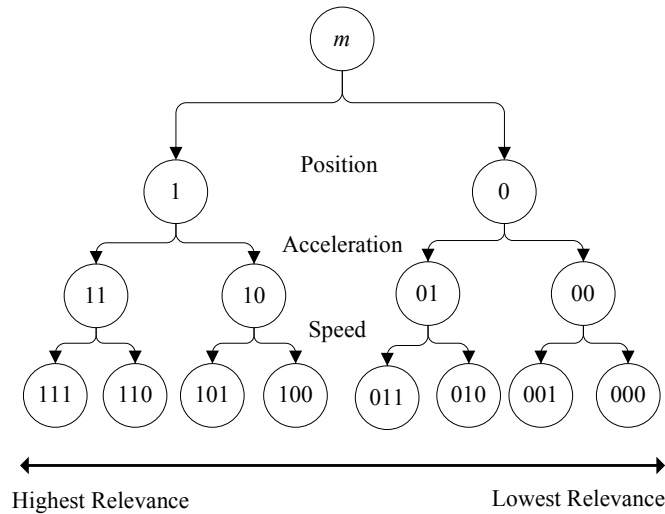 m
Position
1 0
Acceleration
11 10 01 00
Speed
111 110 101 100 011 010 001 000
Highest Relevance Lowest Relevance